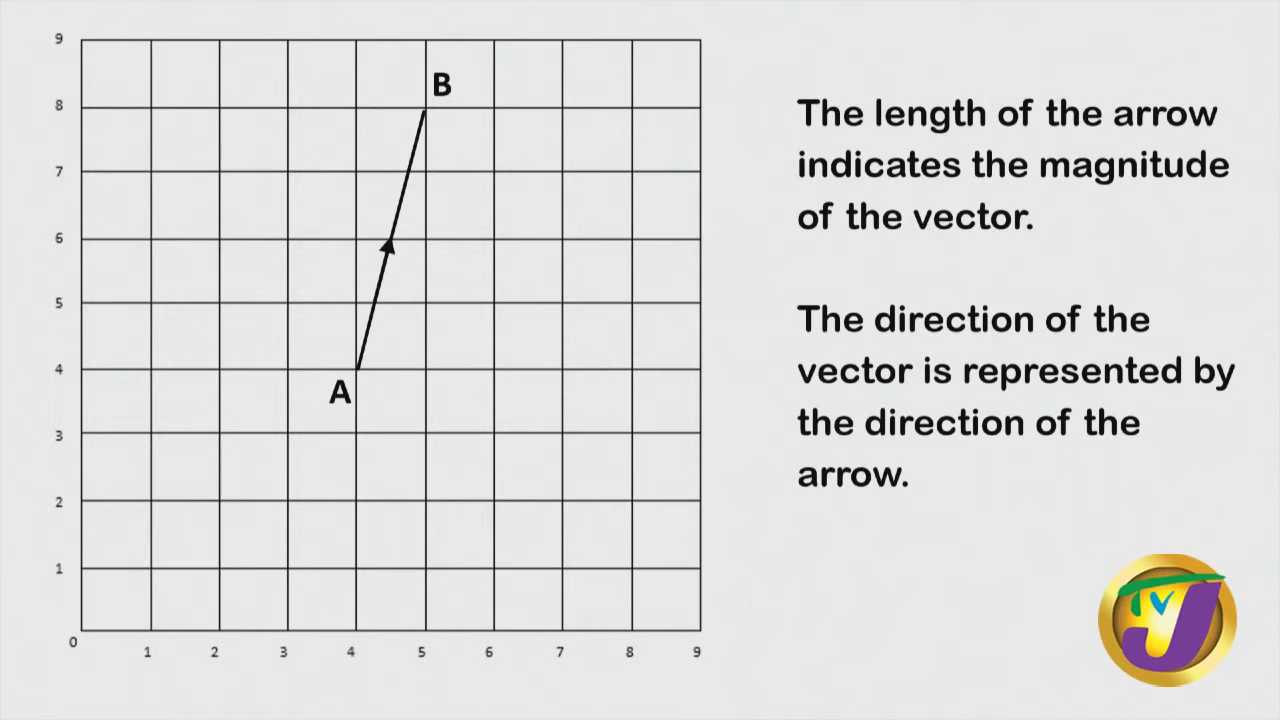 9
B
8
7
6
5
4
A
3
2
1
0
1 2 3 4 5 6 7 8 9
The length of the arrow
indicates the magnitude
of the vector.
The direction of the
vector is represented by
the direction of the
arrow.
TVJ